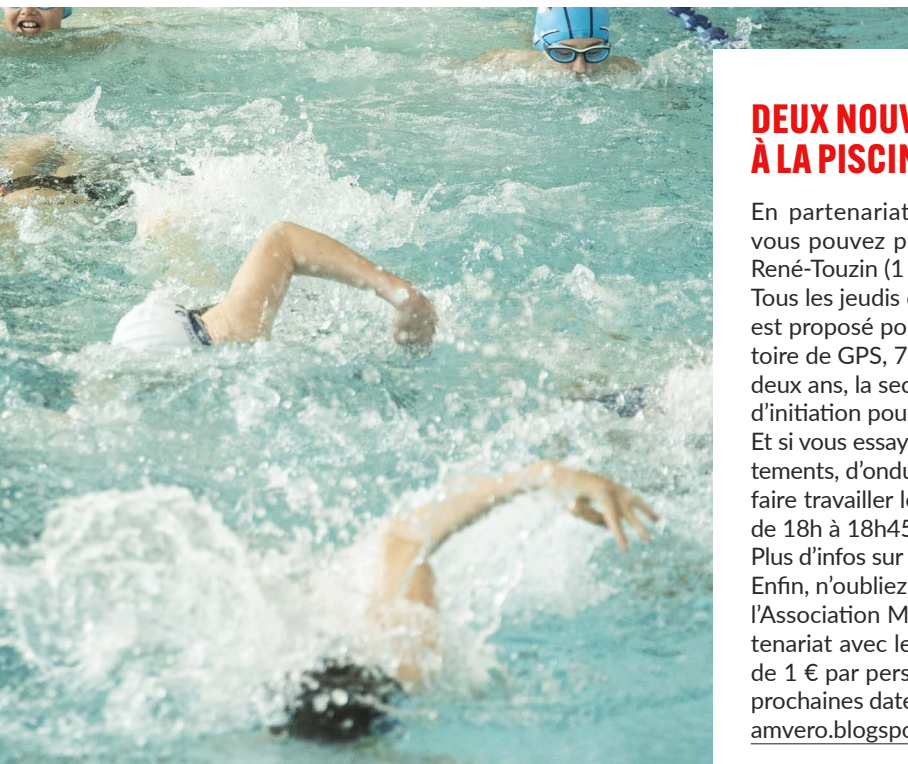 DEUX NOUV
À LA PISCIN
En partenariat
vous pouvez p
René-Touzin (1
Tous les jeudis
est proposé po
toire de GPS, 7
deux ans, la sec
d'initiation pou
Et si vous essay
tements, d'ondu
faire travailler l
de 18h à 18h45
Plus d'infos sur
Enfin, n'oubliez
l'Association M
tenariat avec le
de 1 € par pers
prochaines date
amvero.blogspo